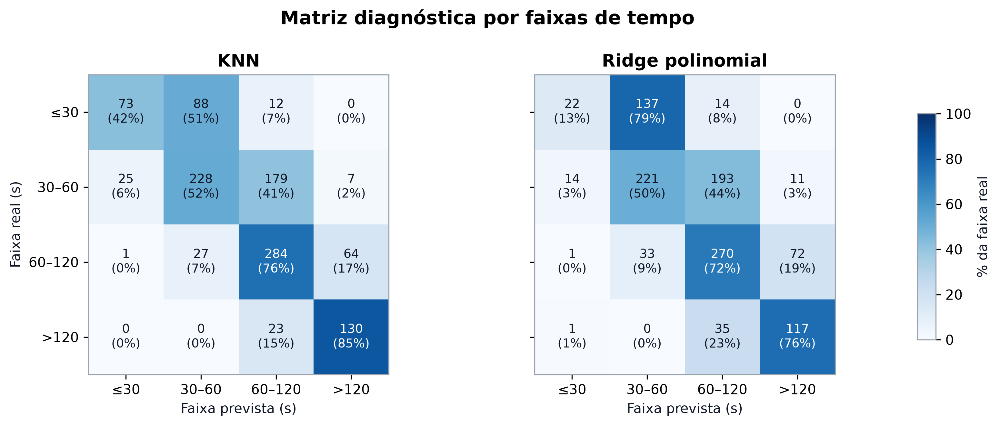 Matriz diagnóstica por faixas de tempo
KNN
Faixa real (s)
≤30
30–60
60–120
>120
73 88 12 0
(42%) (51%) (7%) (0%)
25 228 179 7
(6%) (52%) (41%) (2%)
1 27 284 64
(0%) (7%) (76%) (17%)
0 0 23 130
(0%) (0%) (15%) (85%)
≤30 30–60 60–120 >120
Faixa prevista (s)
Ridge polinomial
22 137 14 0
(13%) (79%) (8%) (0%)
14 221 193 11
(3%) (50%) (44%) (3%)
1 33 270 72
(0%) (9%) (72%) (19%)
1 0 35 117
(1%) (0%) (23%) (76%)
≤30 30–60 60–120 >120
Faixa prevista (s)
100
80
60
40
20
0
% da faixa real